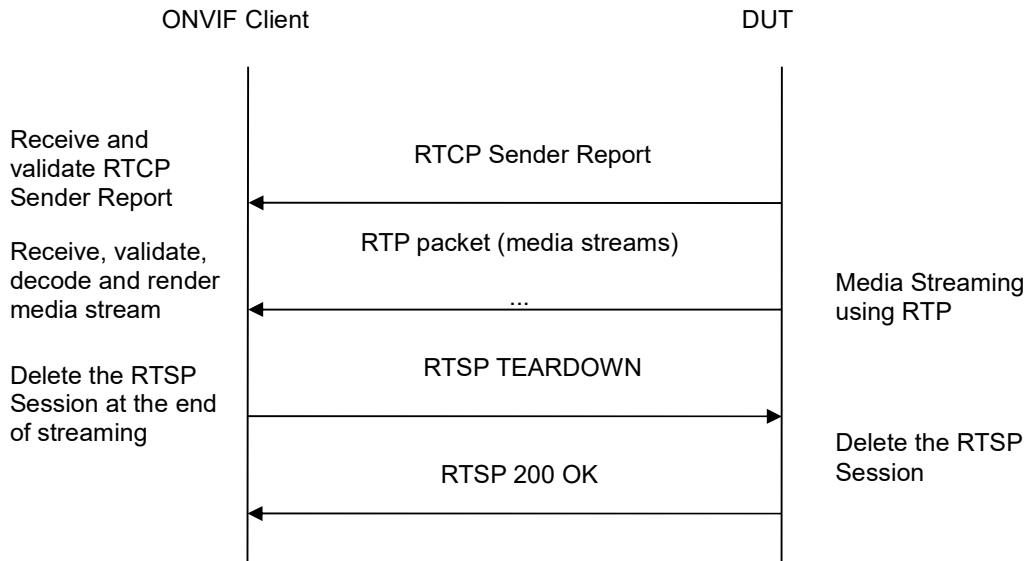 ONVIF Client
DUT
Receive and
validate RTCP
Sender Report
RTCP Sender Report
Receive, validate,
decode and render
media stream
RTP packet (media streams)
...
Media Streaming
using RTP
Delete the RTSP
Session at the end
of streaming
RTSP TEARDOWN
Delete the RTSP
Session
RTSP 200 OK